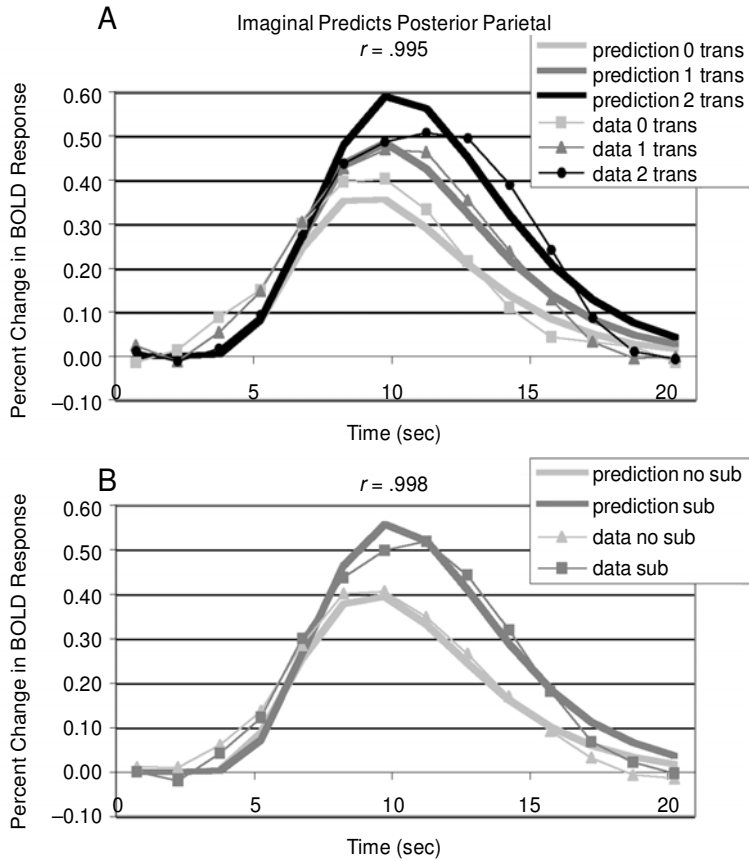 A
Imaginal Predicts Posterior Parietal
r = .995
prediction 0 trans
prediction 1 trans
prediction 2 trans
data 0 trans
data 1 trans
data 2 trans
Percent Change in BOLD Response
0.60
0.50
0.40
0.30
0.20
0.10
0.00
–0.10
0
5
10
15
20
Time (sec)
B
r = .998
prediction no sub
prediction sub
data no sub
data sub
Percent Change in BOLD Response
0.60
0.50
0.40
0.30
0.20
0.10
0.00
–0.10
0
5
10
15
20
Time (sec)